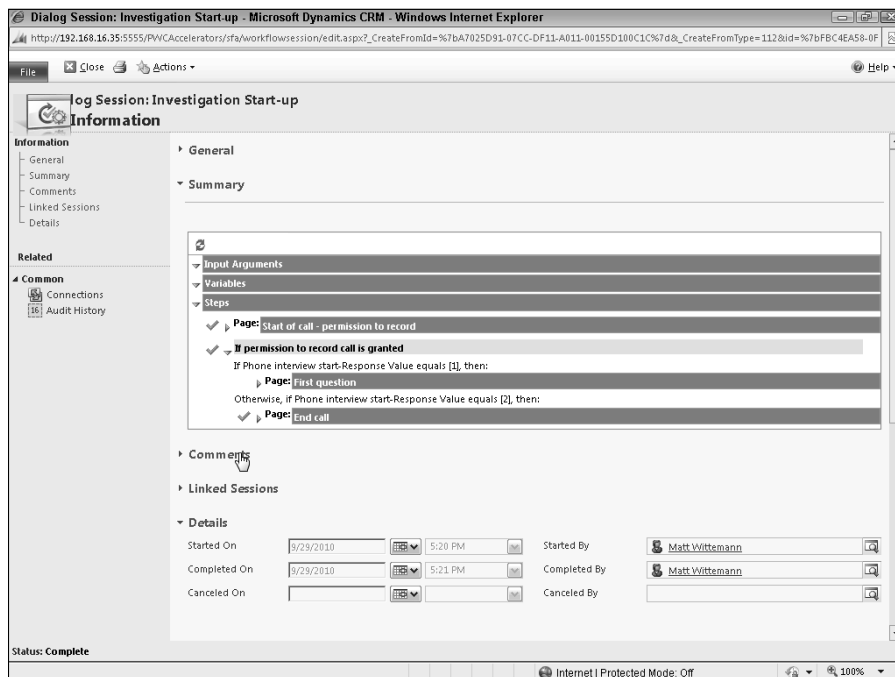 Dialog Session: Investigation Start-up - Microsoft Dynamics CRM - Windows Internet Explorer
http://192.168.16.35:5555/PWCAccelerators/sfa/workflowsession/edit.aspx?_CreateFromId=%7bA7025D91-07CC-DF11-A011-00155D100C1C%7d&_CreateFromType=112&id=%7bFBC4EA58-0F
File Close Actions Help
log Session: Investigation Start-up
Information
Information
General
Summary
Comments
Linked Sessions
Details
Related
Common
Connections
16 Audit History
General
Summary
Input Arguments
Variables
Steps
Page: Start of call - permission to record
If permission to record call is granted
If Phone interview start-Response Value equals [1], then:
Page: First question
Otherwise, if Phone interview start-Response Value equals [2], then:
Page: End call
Comments
Linked Sessions
Details
Started On 9/29/2010 5:20 PM Started By Matt Wittemann
Completed On 9/29/2010 5:21 PM Completed By Matt Wittemann
Canceled On Canceled By
Status: Complete
Internet | Protected Mode: Off 100%